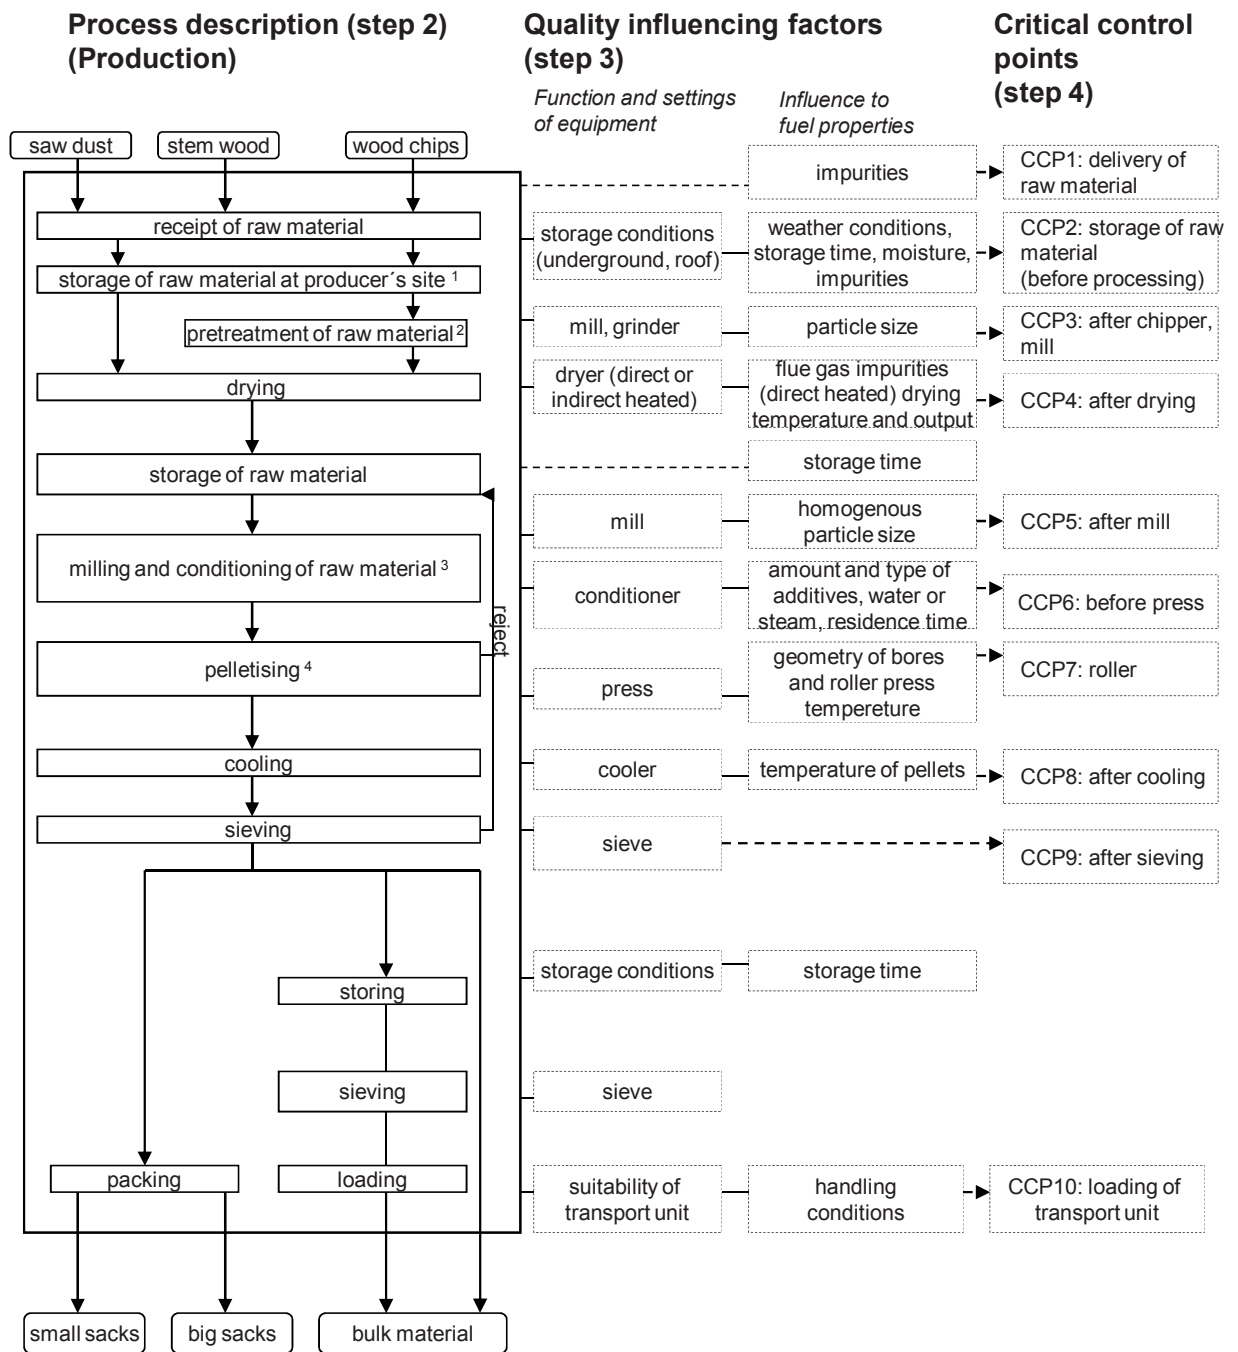 Process description (step 2)
(Production)
Quality influencing factors
(step 3)
Critical control
points
(step 4)
Function and settings
of equipment
Influence to
fuel properties
saw dust
stem wood
wood chips
impurities
CCP1: delivery of
raw material
receipt of raw material
storage conditions
(underground, roof)
weather conditions,
storage time, moisture,
impurities
CCP2: storage of raw
material
(before processing)
storage of raw material at producer´s site 1
pretreatment of raw material 2
mill, grinder
particle size
CCP3: after chipper,
mill
drying
dryer (direct or
indirect heated)
flue gas impurities
(direct heated) drying
temperature and output
CCP4: after drying
storage of raw material
storage time
mill
homogenous
particle size
CCP5: after mill
milling and conditioning of raw material 3
conditioner
amount and type of
additives, water or
steam, residence time
CCP6: before press
reject
pelletising 4
press
geometry of bores
and roller press
tempereture
CCP7: roller
cooling
cooler
temperature of pellets
CCP8: after cooling
sieving
sieve
CCP9: after sieving
storing
storage conditions
storage time
sieving
sieve
packing
loading
suitability of
transport unit
handling
conditions
CCP10: loading of
transport unit
small sacks
big sacks
bulk material